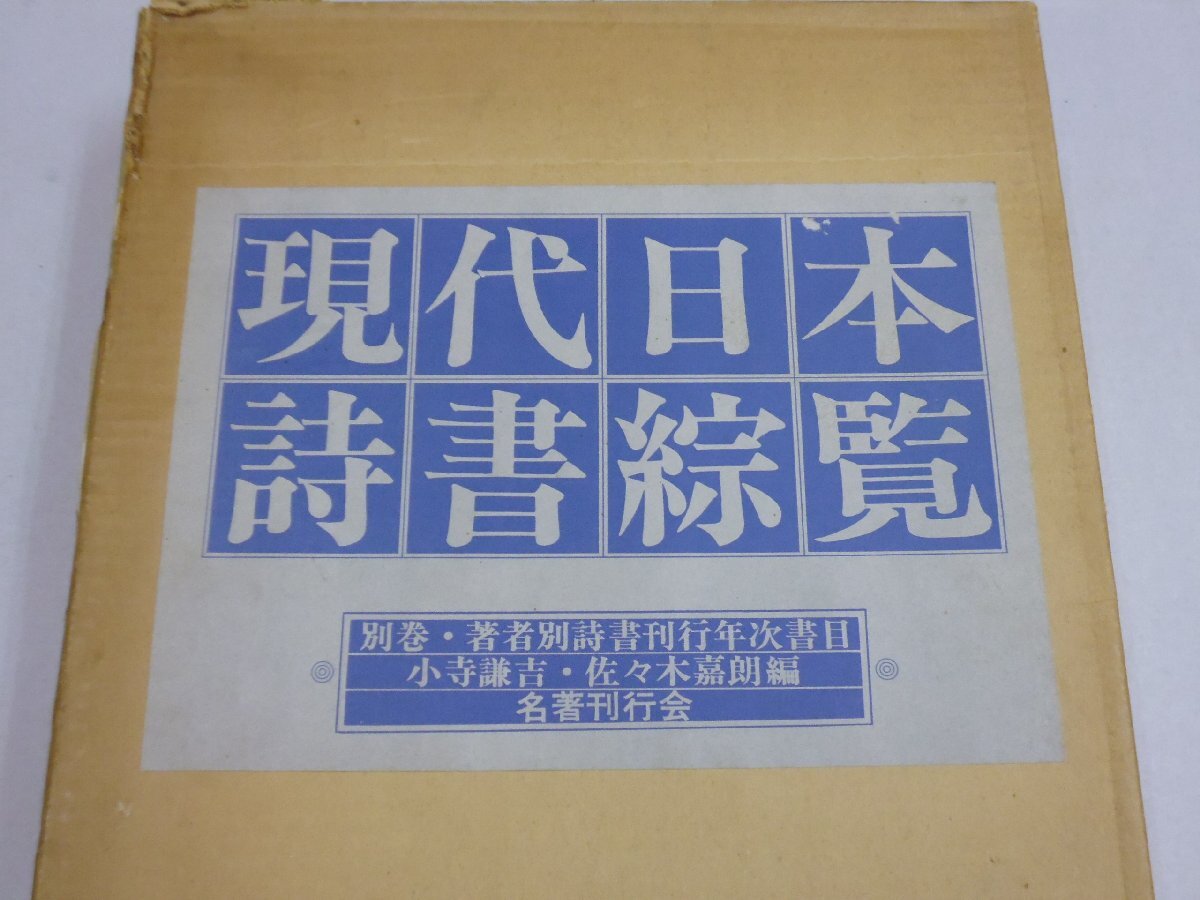 現代日本
詩書綜覧
別巻・著者別詩書刊行年次書目
小寺謙吉・佐々木嘉朗編
名著刊行会